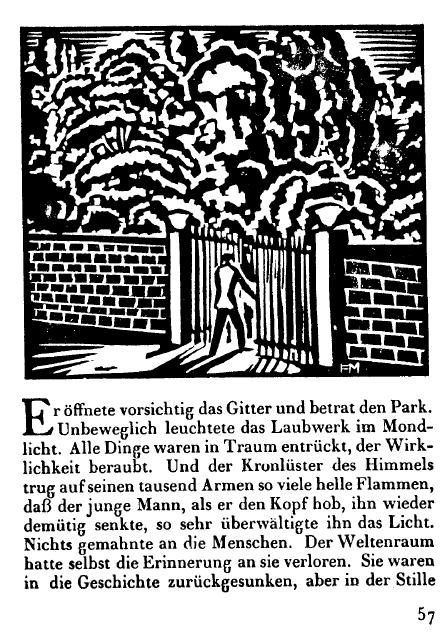 FM
Er öffnete vorsichtig das Gitter und betrat den Park.
Unbeweglich leuchtete das Laubwerk im Mond-
licht. Alle Dinge waren in Traum entrückt, der Wirk-
lichkeit beraubt. Und der Kronlüster des Himmels
trug auf seinen tausend Armen so viele helle Flammen,
daß der junge Mann, als er den Kopf hob, ihn wieder
demütig senkte, so sehr überwältigte ihn das Licht.
Nichts gemahnte an die Menschen. Der Weltenraum
hatte selbst die Erinnerung an sie verloren. Sie waren
in die Geschichte zurückgesunken, aber in der Stille
57